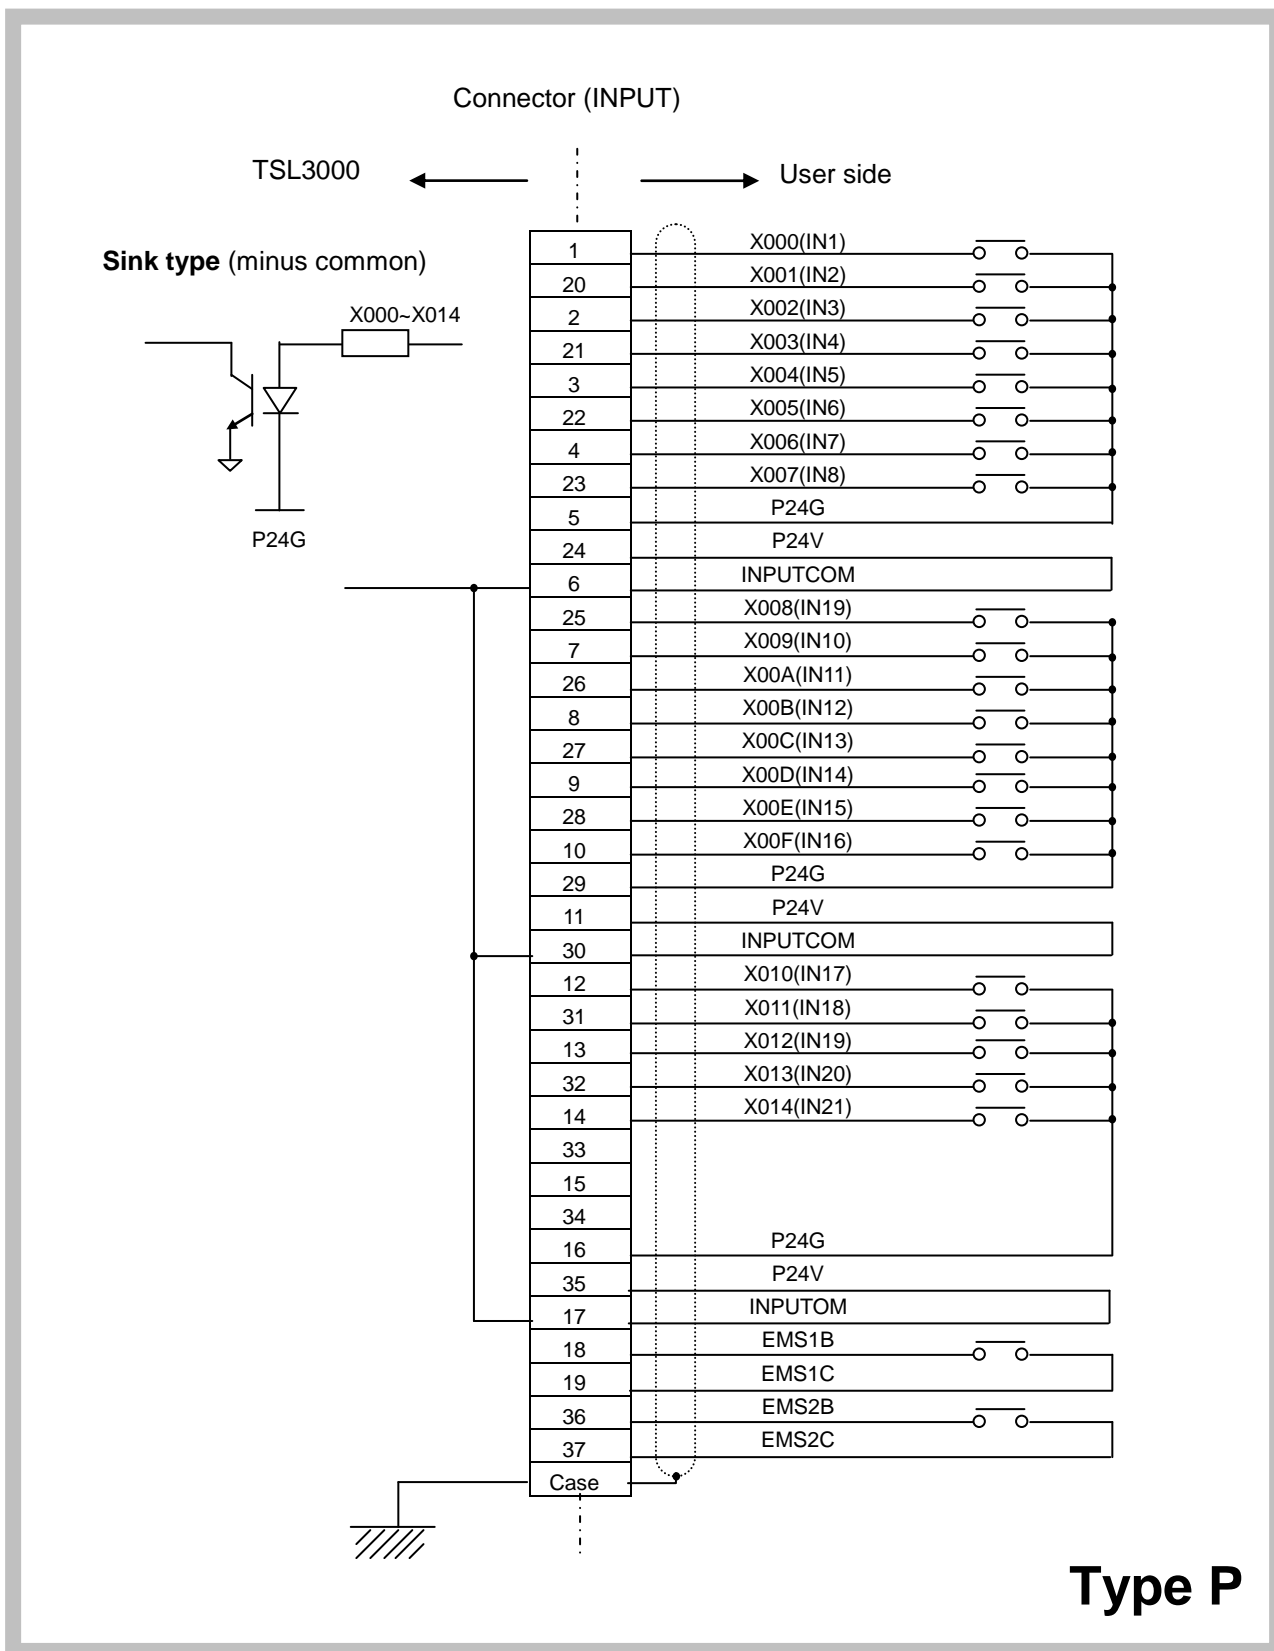 Connector (INPUT)
TSL3000
User side
Sink type (minus common)
X000~X014
P24G
1 X000(IN1)
20 X001(IN2)
2 X002(IN3)
21 X003(IN4)
3 X004(IN5)
22 X005(IN6)
4 X006(IN7)
23 X007(IN8)
5 P24G
24 P24V
6 INPUTCOM
25 X008(IN19)
7 X009(IN10)
26 X00A(IN11)
8 X00B(IN12)
27 X00C(IN13)
9 X00D(IN14)
28 X00E(IN15)
10 X00F(IN16)
29 P24G
11 P24V
30 INPUTCOM
12 X010(IN17)
31 X011(IN18)
13 X012(IN19)
32 X013(IN20)
14 X014(IN21)
33
15
34
16 P24G
35 P24V
17 INPUTOM
18 EMS1B
19 EMS1C
36 EMS2B
37 EMS2C
Case
Type P